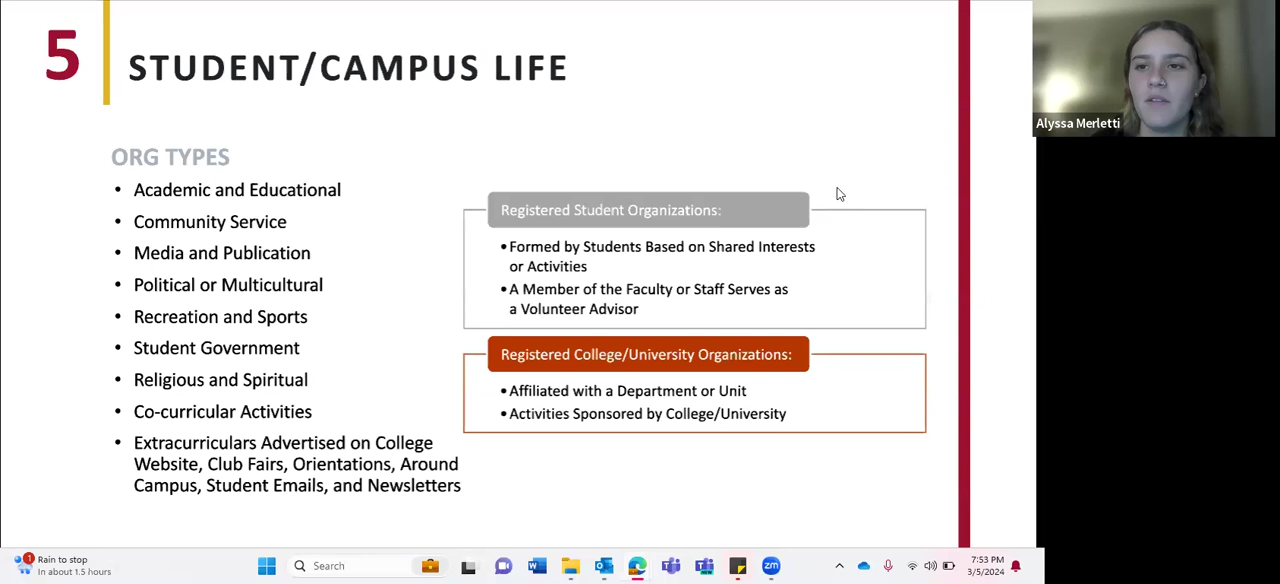 5
STUDENT/CAMPUS LIFE
ORG TYPES
• Academic and Educational
• Community Service
• Media and Publication
• Political or Multicultural
• Recreation and Sports
• Student Government
• Religious and Spiritual
• Co-curricular Activities
• Extracurriculars Advertised on College
Website, Club Fairs, Orientations, Around
Campus, Student Emails, and Newsletters
Registered Student Organizations:
• Formed by Students Based on Shared Interests
or Activities
• A Member of the Faculty or Staff Serves as
a Volunteer Advisor
Registered College/University Organizations:
• Affiliated with a Department or Unit
• Activities Sponsored by College/University
Alyssa Merletti
1
Rain to stop
In about 1.5 hours
Search
W
zm
7:53 PM
3/5/2024